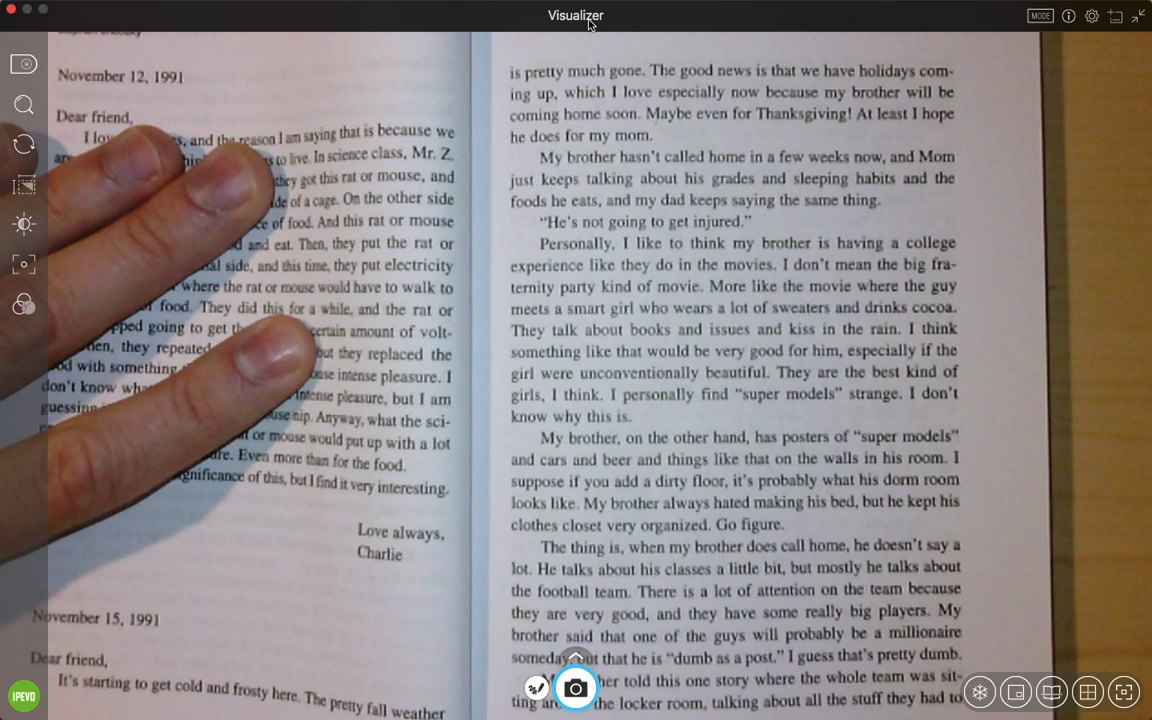 Visualizer
MODE
November 12, 1991
Dear friend,
I and the reason I am saying that is because we
to live. In science class, Mr. Z.
they got this rat or mouse, and
of a cage. On the other side
of food. And this rat or mouse
and eat. Then, they put the rat or
side, and this time, they put electricity
where the rat or mouse would have to walk to
food. They did this for a while, and the rat or
going to get certain amount of volt-
they repeated but they replaced the
with something intense pleasure. I
don't know intense pleasure, but I am
guessing nip. Anyway, what the sci-
or mouse would put up with a lot
Even more than for the food.
of this, but I find it very interesting.
Love always,
Charlie
November 15, 1991
Dear friend,
It's starting to get cold and frosty here. The pretty fall weather
is pretty much gone. The good news is that we have holidays com-
ing up, which I love especially now because my brother will be
coming home soon. Maybe even for Thanksgiving! At least I hope
he does for my mom.
My brother hasn't called home in a few weeks now, and Mom
just keeps talking about his grades and sleeping habits and the
foods he eats, and my dad keeps saying the same thing.
"He's not going to get injured."
Personally, I like to think my brother is having a college
experience like they do in the movies. I don't mean the big fra-
ternity party kind of movie. More like the movie where the guy
meets a smart girl who wears a lot of sweaters and drinks cocoa.
They talk about books and issues and kiss in the rain. I think
something like that would be very good for him, especially if the
girl were unconventionally beautiful. They are the best kind of
girls, I think. I personally find "super models" strange. I don't
know why this is.
My brother, on the other hand, has posters of "super models"
and cars and beer and things like that on the walls in his room. I
suppose if you add a dirty floor, it's probably what his dorm room
looks like. My brother always hated making his bed, but he kept his
clothes closet very organized. Go figure.
The thing is, when my brother does call home, he doesn't say a
lot. He talks about his classes a little bit, but mostly he talks about
the football team. There is a lot of attention on the team because
they are very good, and they have some really big players. My
brother said that one of the guys will probably be a millionaire
someday, but that he is "dumb as a post." I guess that's pretty dumb.
told this one story where the whole team was sit-
ting the locker room, talking about all the stuff they had to
IPEVO